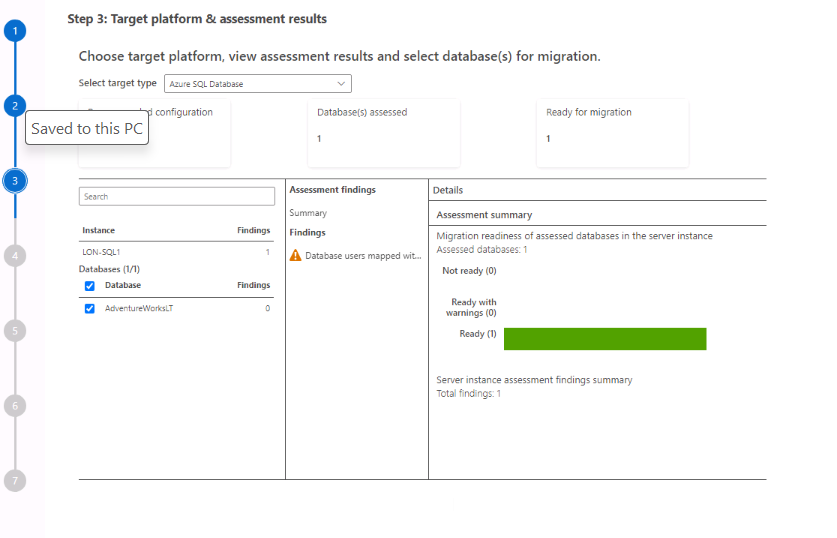 Step 3: Target platform & assessment results
1
Choose target platform, view assessment results and select database(s) for migration.
Select target type
Azure SQL Database
2
configuration
Saved to this PC
Database(s) assessed
1
Ready for migration
1
3
Search
Instance Findings
LON-SQL1 1
Databases (1/1)
Database Findings
AdventureWorksLT 0
Assessment findings
Summary
Findings
Database users mapped wit...
Details
Assessment summary
Migration readiness of assessed databases in the server instance
Assessed databases: 1
Not ready (0)
Ready with
warnings (0)
Ready (1)
Server instance assessment findings summary
Total findings: 1
4
5
6
7